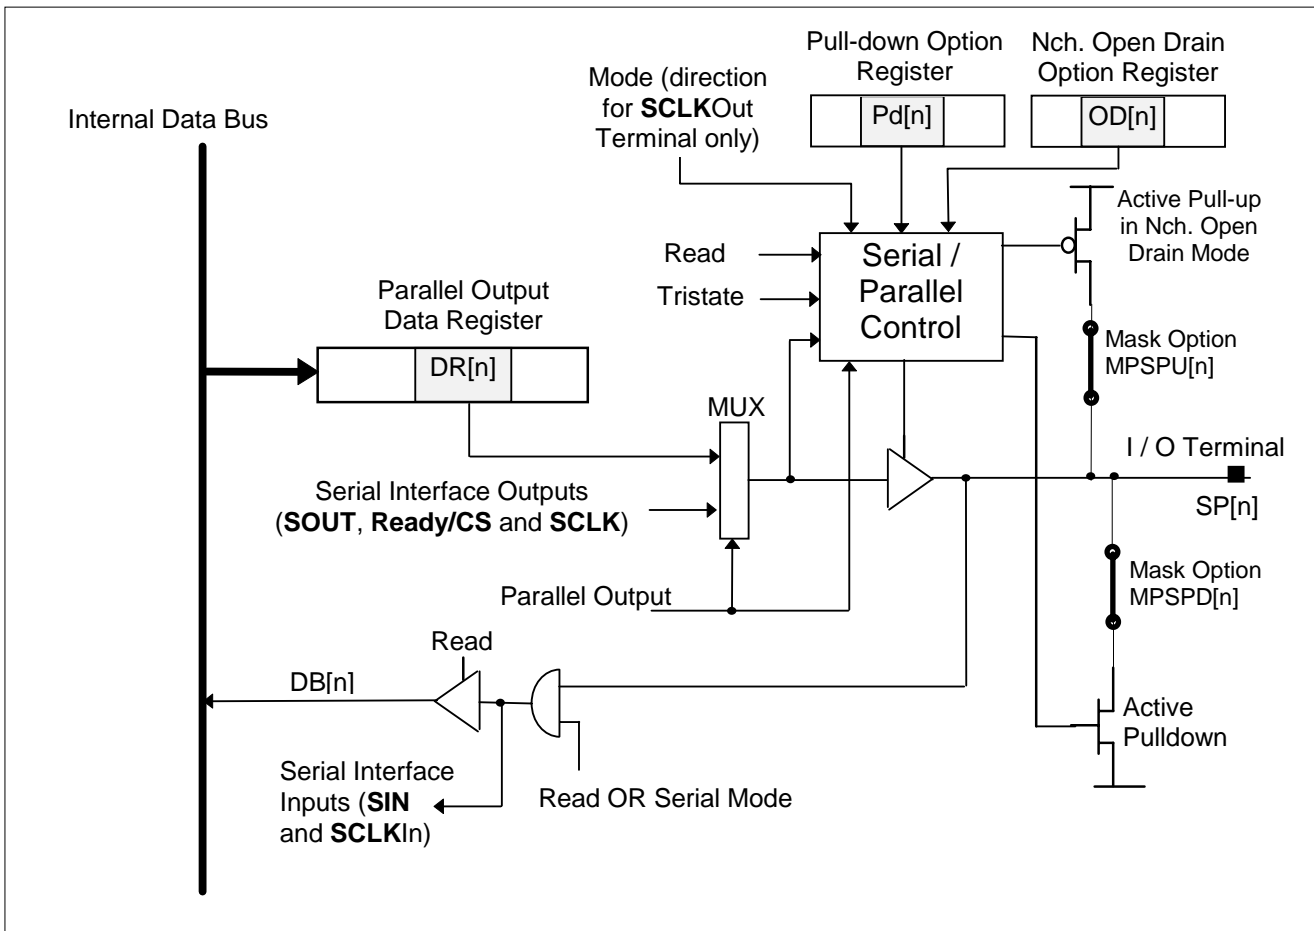 Pull-down Option
Register
Nch. Open Drain
Option Register
Mode (direction
for SCLKOut
Terminal only)
Pd[n]
OD[n]
Internal Data Bus
Active Pull-up
in Nch. Open
Drain Mode
Read
Tristate
Serial /
Parallel
Control
Parallel Output
Data Register
DR[n]
Mask Option
MPSPU[n]
MUX
I / O Terminal
SP[n]
Serial Interface Outputs
(SOUT, Ready/CS and SCLK)
Mask Option
MPSPD[n]
Parallel Output
Read
DB[n]
Active
Pulldown
Serial Interface
Inputs (SIN
and SCLKIn)
Read OR Serial Mode